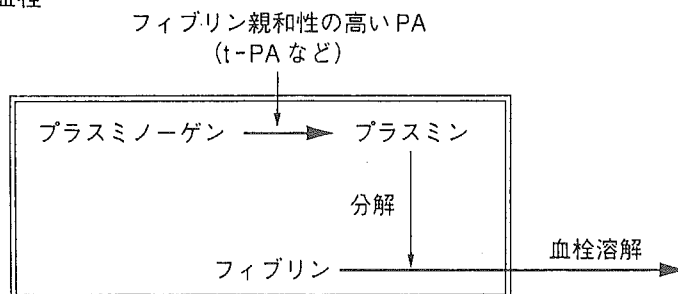 血栓
フィブリン親和性の高いPA
(t-PAなど)
プラスミノーゲン
プラスミン
分解
血栓溶解
フィブリン